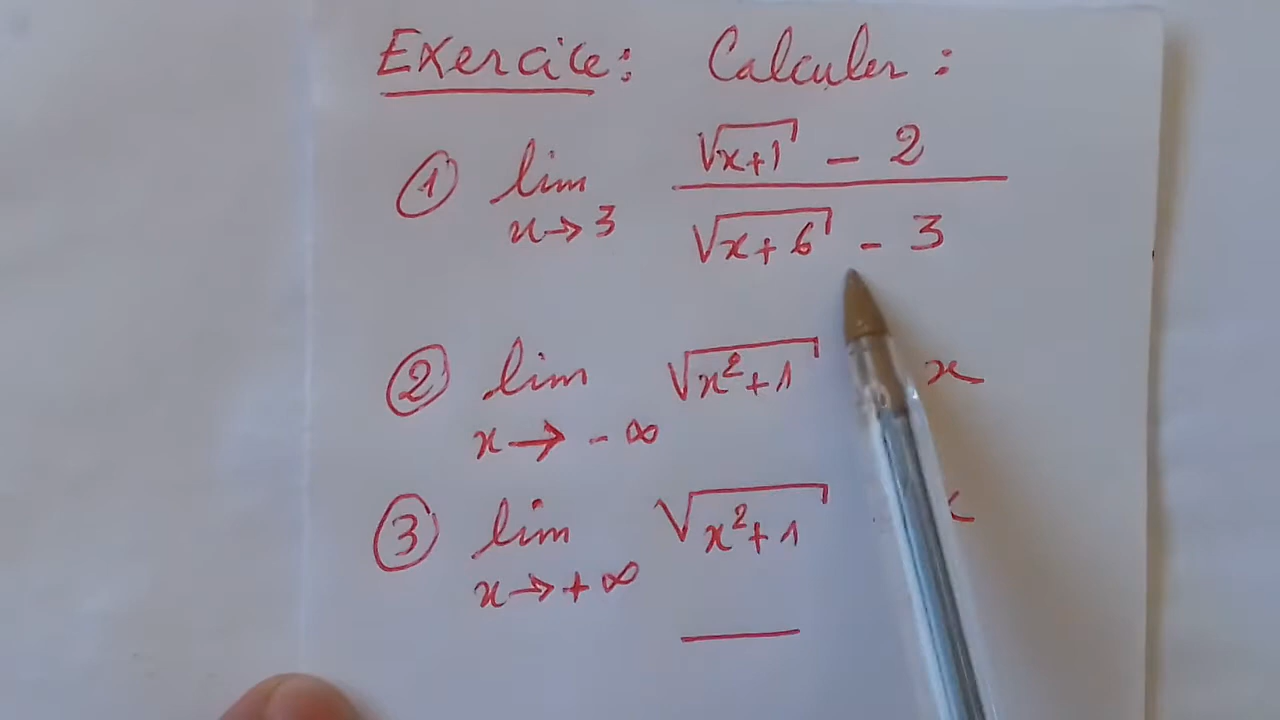 Exercice : Calculer :
① lim x→3 (√(x+1) - 2) / (√(x+6) - 3)
② lim x→-∞ √(x²+1) x
③ lim x→+∞ √(x²+1)